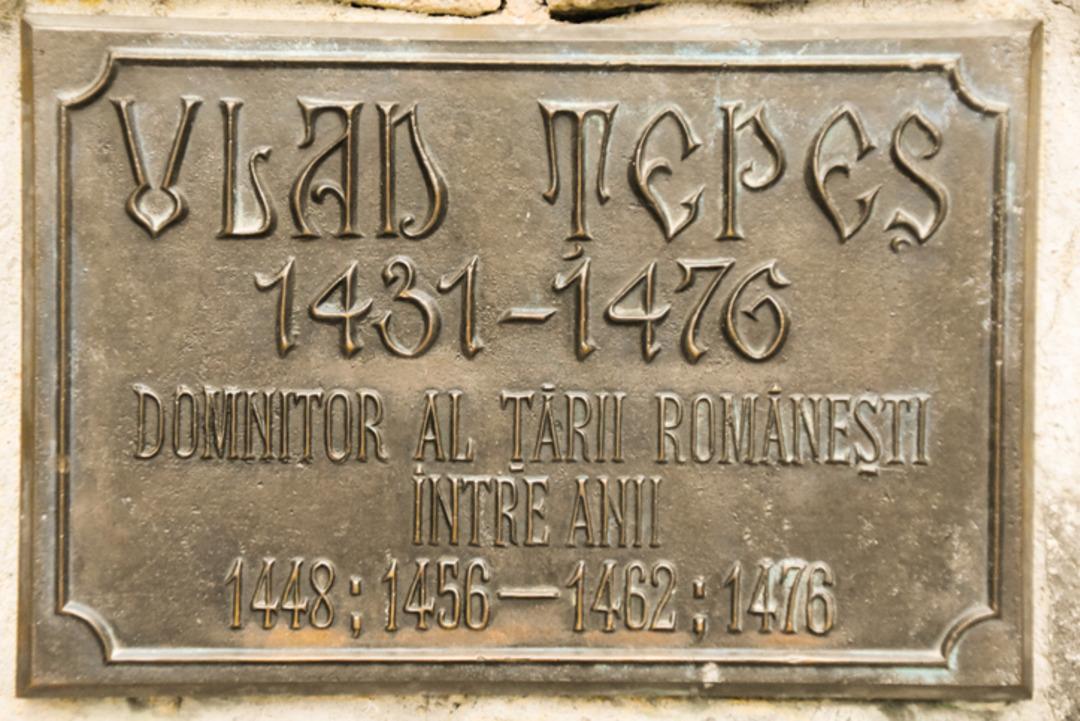 VLAD ȚEPEȘ
1431-1476
DOMNITOR AL ȚĂRII ROMÂNEȘTI
ÎNTRE ANII
1448; 1456—1462; 1476